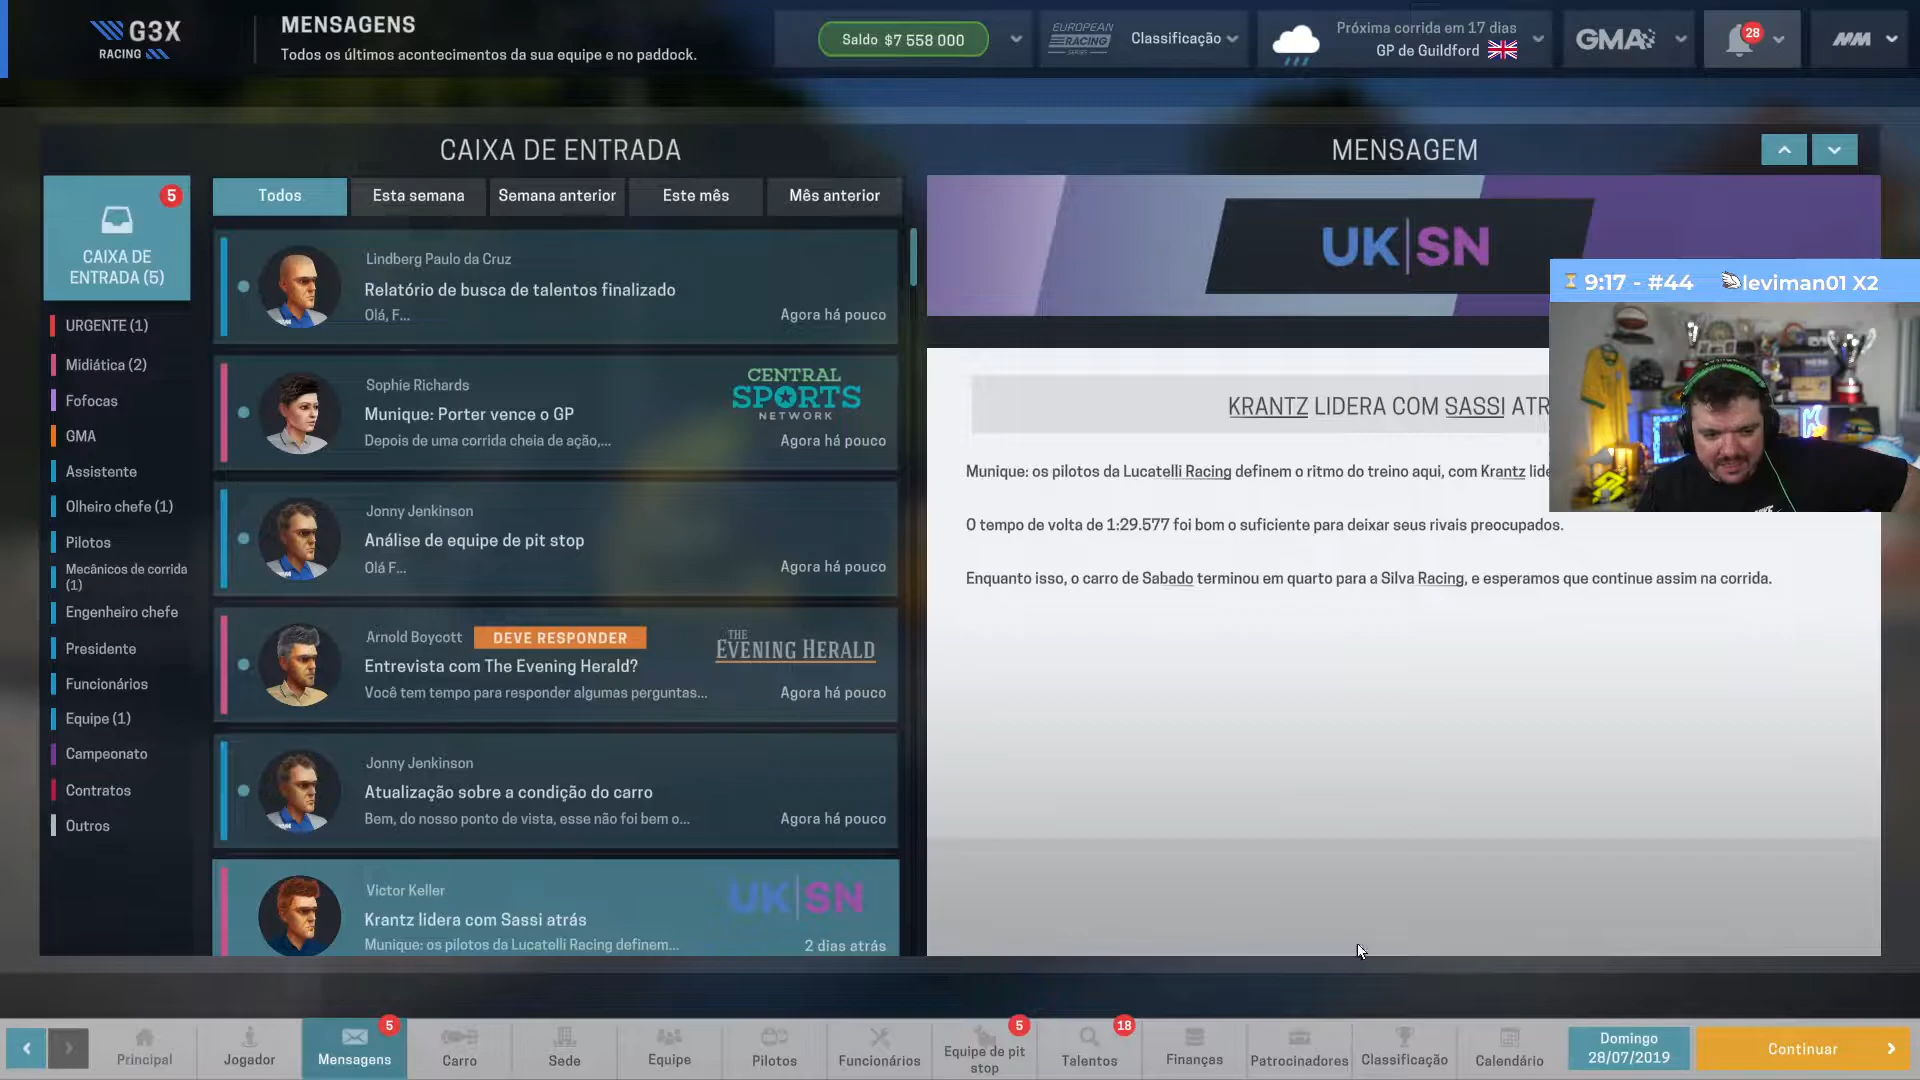 G3X
RACING
MENSAGENS
Todos os últimos acontecimentos da sua equipe e no paddock.
Saldo $7 558 000
EUROPEAN
RACING
SERIES
Classificação
Próxima corrida em 17 dias
GP de Guildford
GMA
28
CAIXA DE ENTRADA
MENSAGEM
5
CAIXA DE
ENTRADA (5)
URGENTE (1)
Midiática (2)
Fofocas
GMA
Assistente
Olheiro chefe (1)
Pilotos
Mecânicos de corrida
(1)
Engenheiro chefe
Presidente
Funcionários
Equipe (1)
Campeonato
Contratos
Outros
Todos
Esta semana
Semana anterior
Este mês
Mês anterior
Lindberg Paulo da Cruz
Relatório de busca de talentos finalizado
Olá, F...
Agora há pouco
Sophie Richards
Munique: Porter vence o GP
Depois de uma corrida cheia de ação,...
CENTRAL
SPORTS
NETWORK
Agora há pouco
Jonny Jenkinson
Análise de equipe de pit stop
Olá F...
Agora há pouco
Arnold Boycott
DEVE RESPONDER
Entrevista com The Evening Herald?
Você tem tempo para responder algumas perguntas...
THE
EVENING HERALD
Agora há pouco
Jonny Jenkinson
Atualização sobre a condição do carro
Bem, do nosso ponto de vista, esse não foi bem o...
Agora há pouco
Victor Keller
Krantz lidera com Sassi atrás
Munique: os pilotos da Lucatelli Racing definem...
UK|SN
2 dias atrás
UK|SN
9:17 - #44
leviman01 X2
KRANTZ LIDERA COM SASSI ATR
Munique: os pilotos da Lucatelli Racing definem o ritmo do treino aqui, com Krantz lide
O tempo de volta de 1:29.577 foi bom o suficiente para deixar seus rivais preocupados.
Enquanto isso, o carro de Sabado terminou em quarto para a Silva Racing, e esperamos que continue assim na corrida.
Principal
Jogador
5
Mensagens
Carro
Sede
Equipe
Pilotos
Funcionários
5
Equipe de pit
stop
18
Talentos
Finanças
Patrocinadores
Classificação
Calendário
Domingo
28/07/2019
Continuar